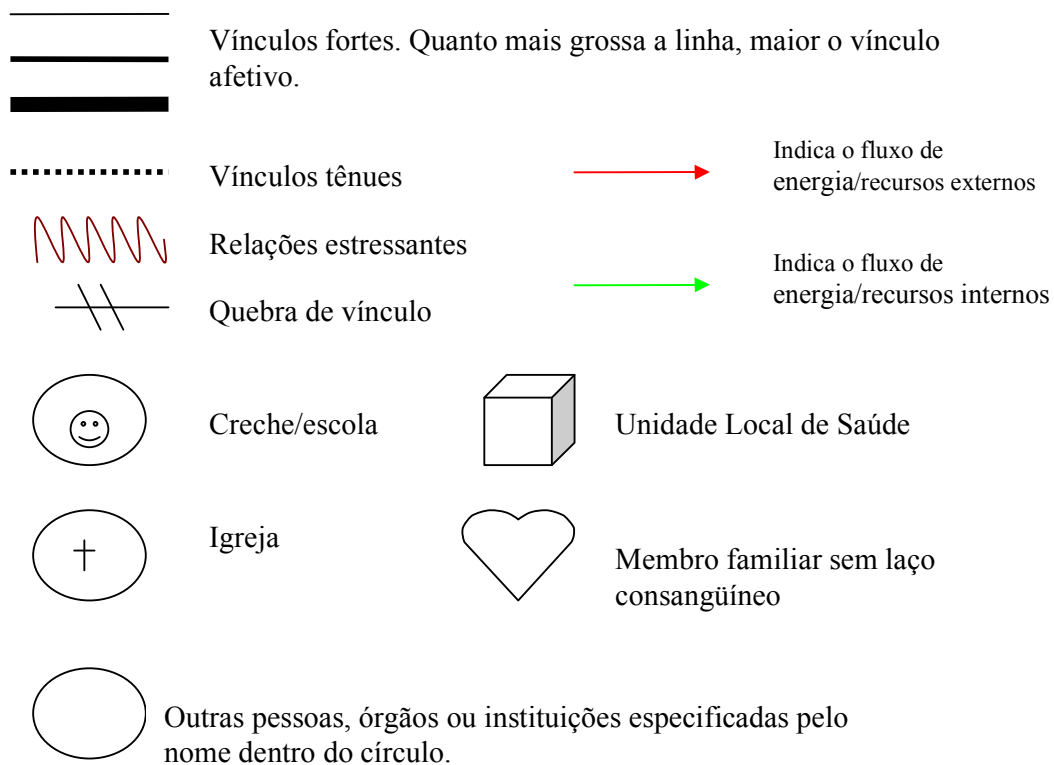 Vínculos fortes. Quanto mais grossa a linha, maior o vínculo
afetivo.
Vínculos tênues
Indica o fluxo de
energia/recursos externos
Relações estressantes
Indica o fluxo de
energia/recursos internos
Quebra de vínculo
Creche/escola
Unidade Local de Saúde
Igreja
Membro familiar sem laço
consangüíneo
Outras pessoas, órgãos ou instituições especificadas pelo
nome dentro do círculo.